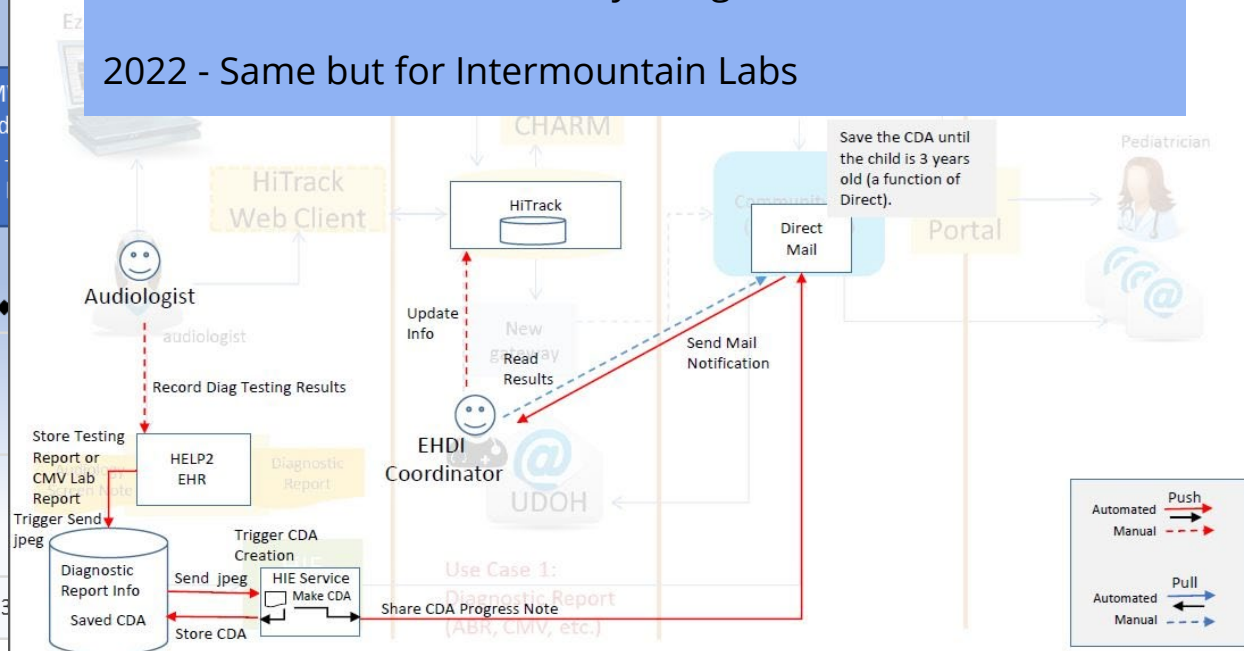 2022 - Same but for Intermountain Labs
Ez
CHARM
Save the CDA until
the child is 3 years
old (a function of
Direct).
Pediatrician
HiTrack
Web Client
HiTrack
Direct
Mail
Portal
Audiologist
audiologist
Update
Info
New
gateway
Read
Results
Send Mail
Notification
Record Diag Testing Results
EHDI
Coordinator
UDOH
Store Testing
Report or
CMV Lab
Report
HELP2
EHR
Diagnostic
Report
Trigger Send
jpeg
Trigger CDA
Creation
Diagnostic
Report Info
Saved CDA
Send jpeg
Store CDA
HIE Service
Make CDA
Share CDA Progress Note
Use Case 1:
Diagnostic Report
(ABR, CMV, etc.)
Push
Automated
Manual
Pull
Automated
Manual